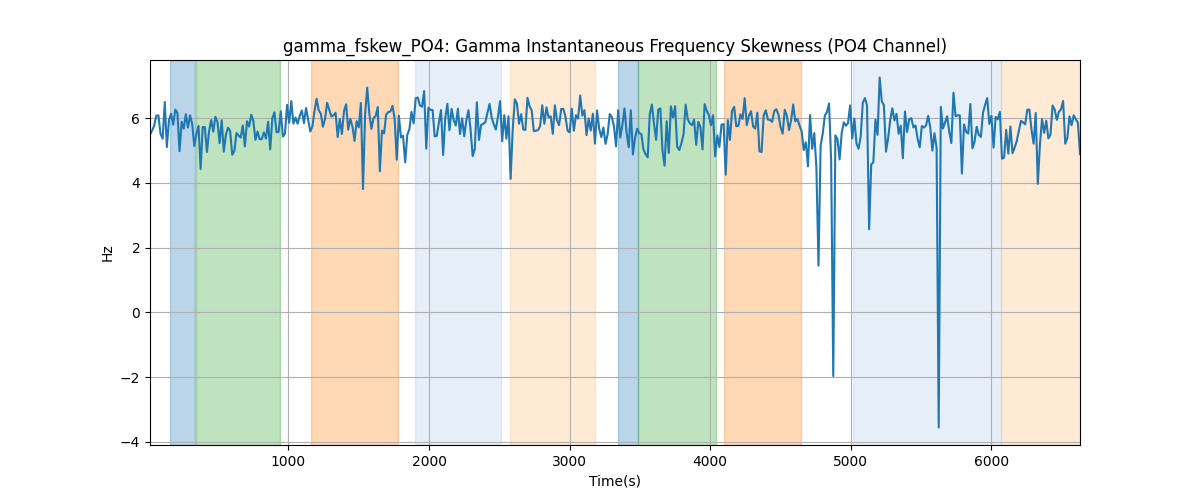 gamma_fskew_PO4: Gamma Instantaneous Frequency Skewness (PO4 Channel)
6
4
2
0
−2
−4
Hz
1000 2000 3000 4000 5000 6000
Time(s)